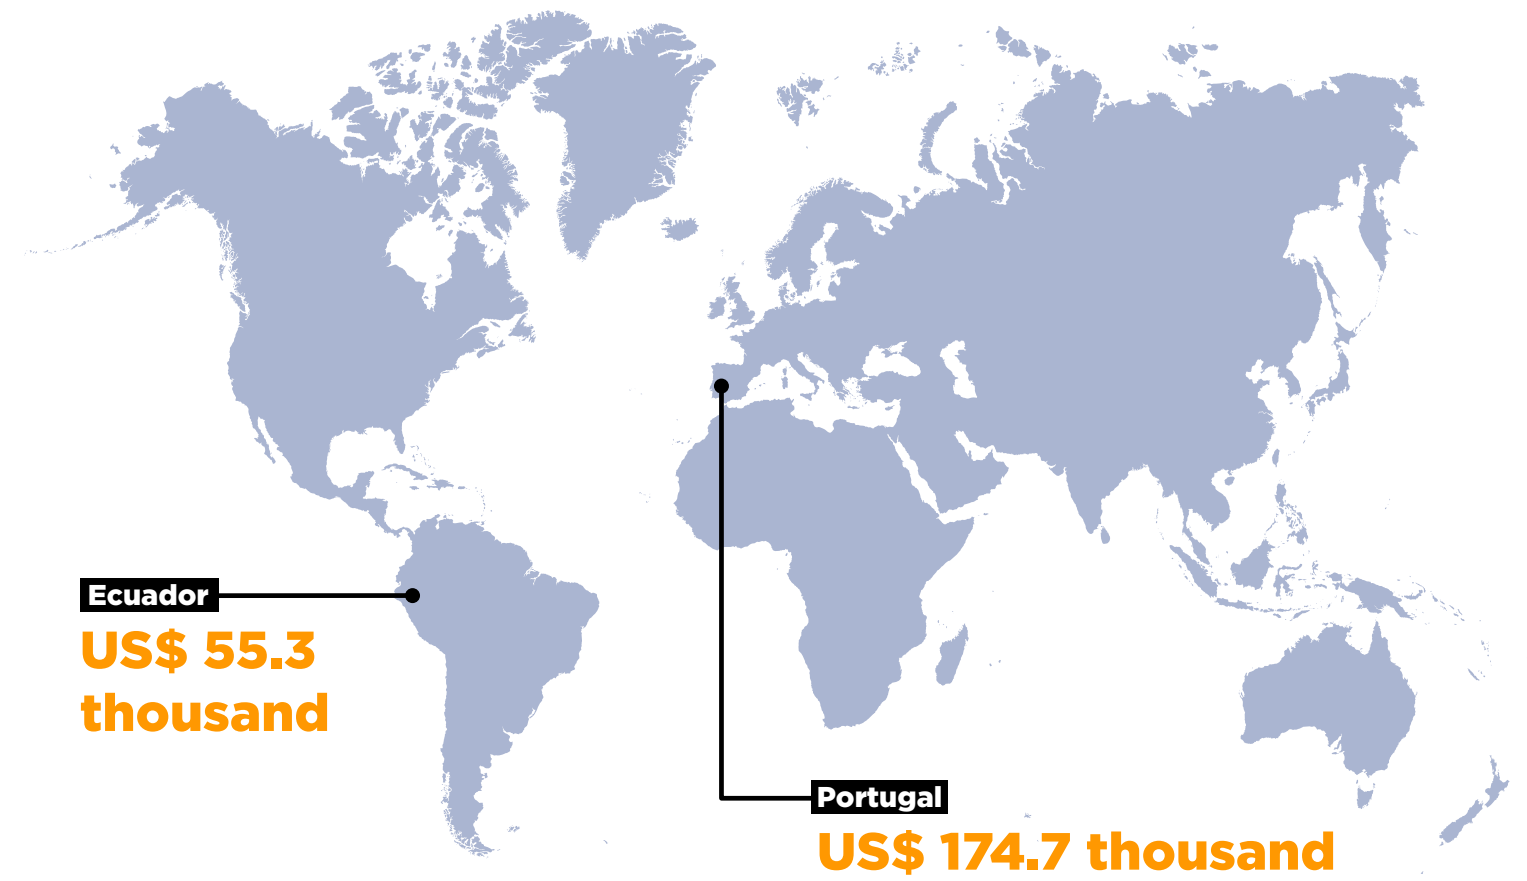 Ecuador
US$ 55.3
thousand
Portugal
US$ 174.7 thousand